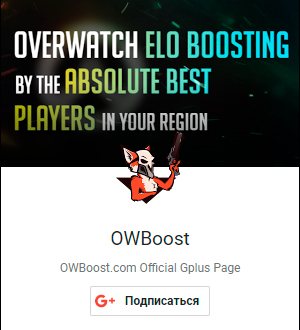 OVERWATCH ELO BOOSTING
BY THE ABSOLUTE BEST
PLAYERS IN YOUR REGION
OWBoost
OWBoost.com Official Gplus Page
G+ Подписаться